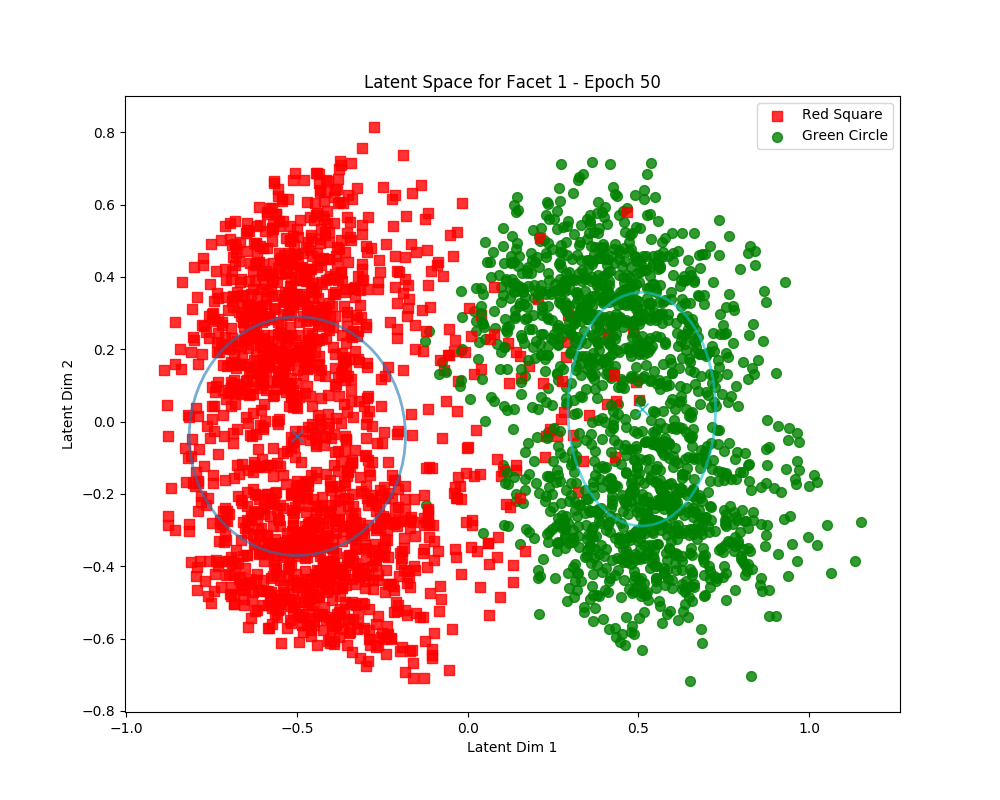 Latent Space for Facet 1 - Epoch 50
Red Square
Green Circle
0.8
0.6
0.4
0.2
0.0
−0.2
−0.4
−0.6
−0.8
Latent Dim 2
−1.0
−0.5
0.0
0.5
1.0
Latent Dim 1